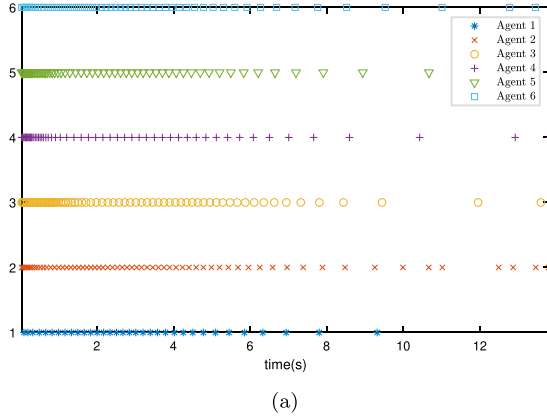 6
5
4
3
2
1
Agent 1
Agent 2
Agent 3
Agent 4
Agent 5
Agent 6
2 4 6 8 10 12
time(s)
(a)